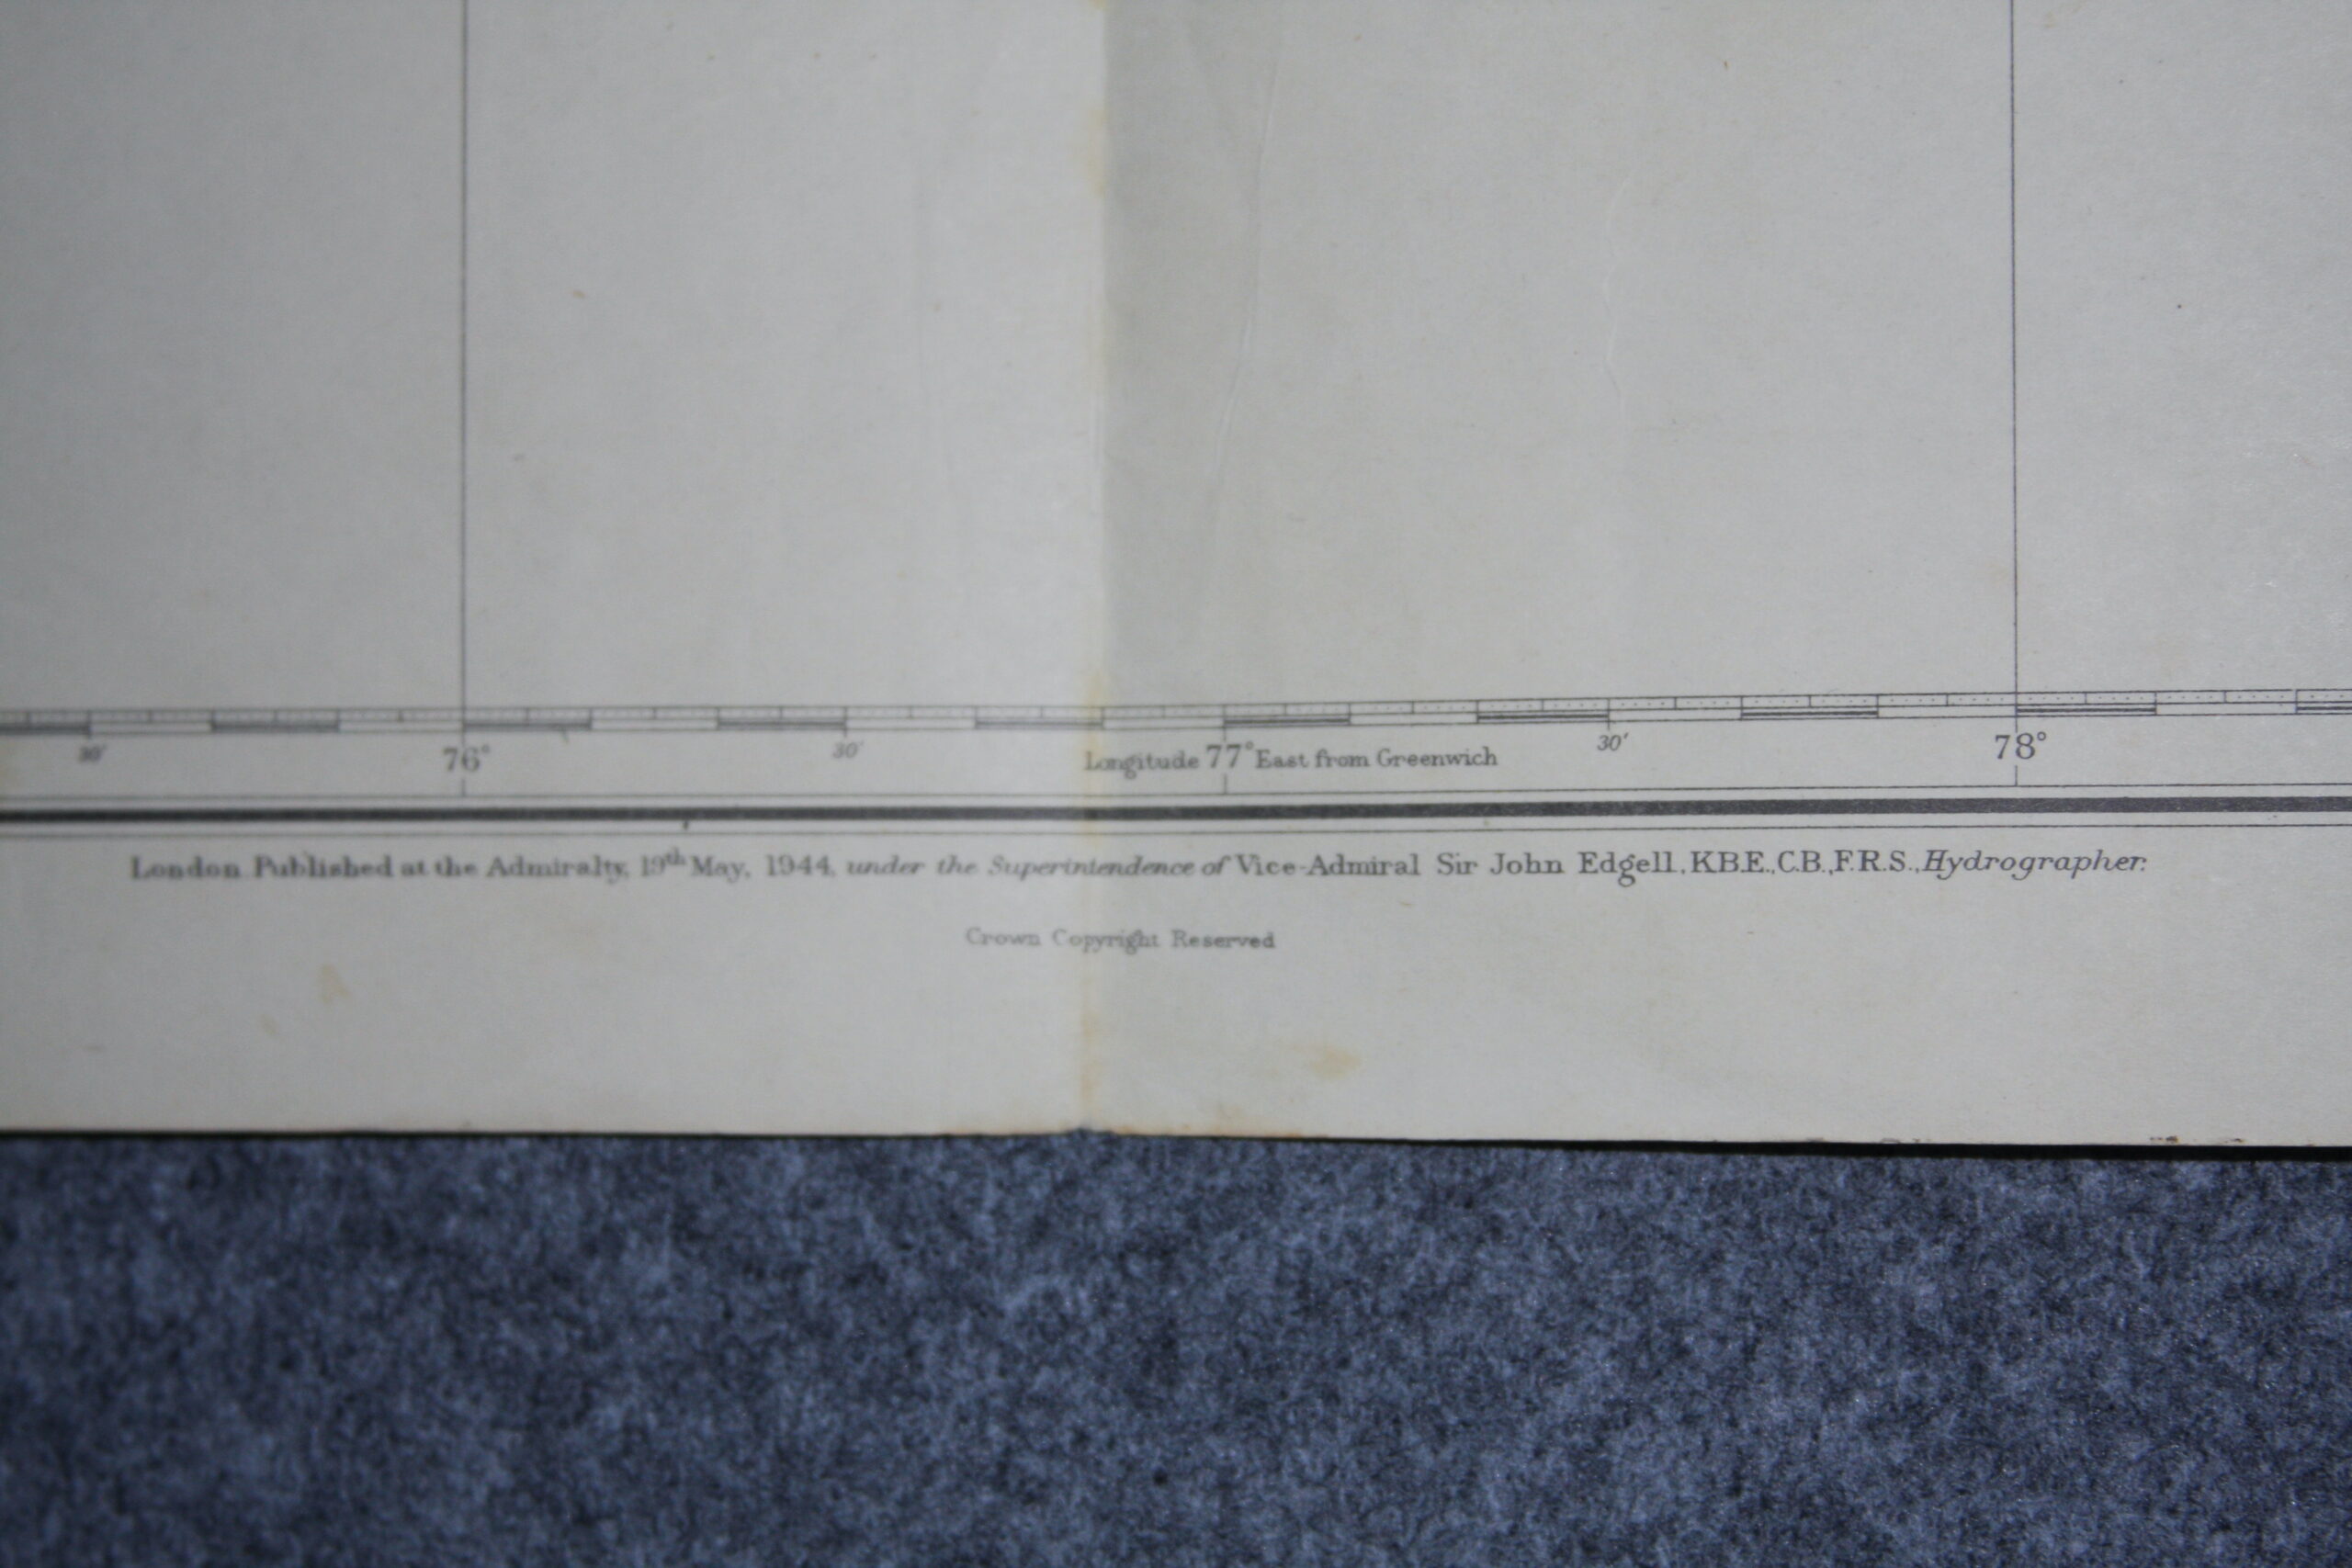 30' 76° 30' Longitude 77° East from Greenwich 30' 78°
London Published at the Admiralty, 19th May, 1944, under the Superintendence of Vice-Admiral Sir John Edgell, K.B.E., C.B., F.R.S., Hydrographer.
Crown Copyright Reserved